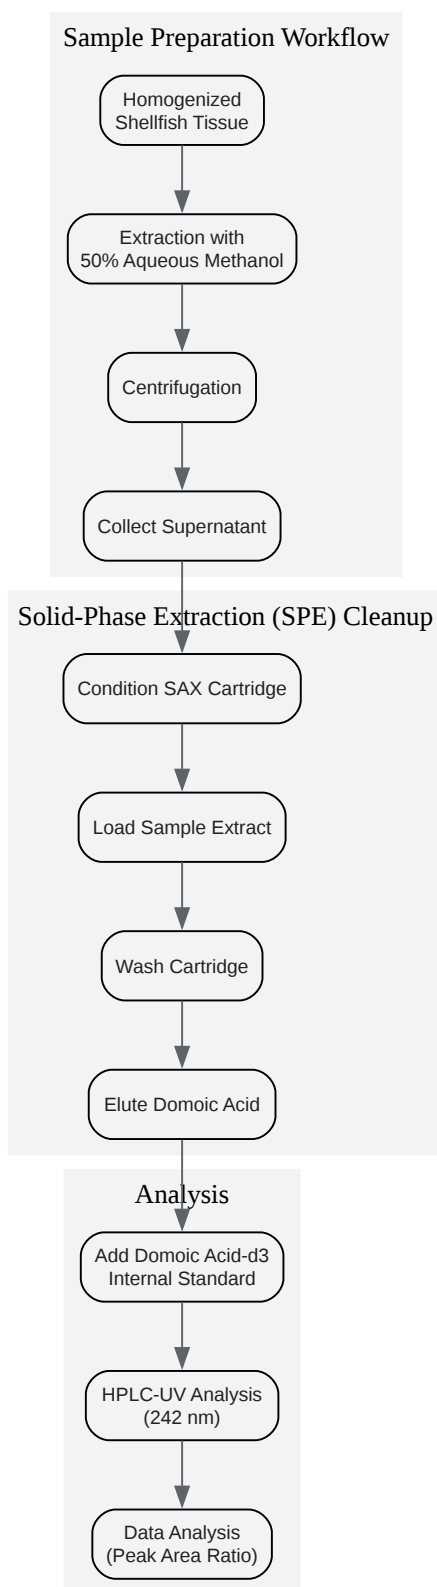 Sample Preparation Workflow
Homogenized
Shellfish Tissue
Extraction with
50% Aqueous Methanol
Centrifugation
Collect Supernatant
Solid-Phase Extraction (SPE) Cleanup
Condition SAX Cartridge
Load Sample Extract
Wash Cartridge
Elute Domoic Acid
Analysis
Add Domoic Acid-d3
Internal Standard
HPLC-UV Analysis
(242 nm)
Data Analysis
(Peak Area Ratio)